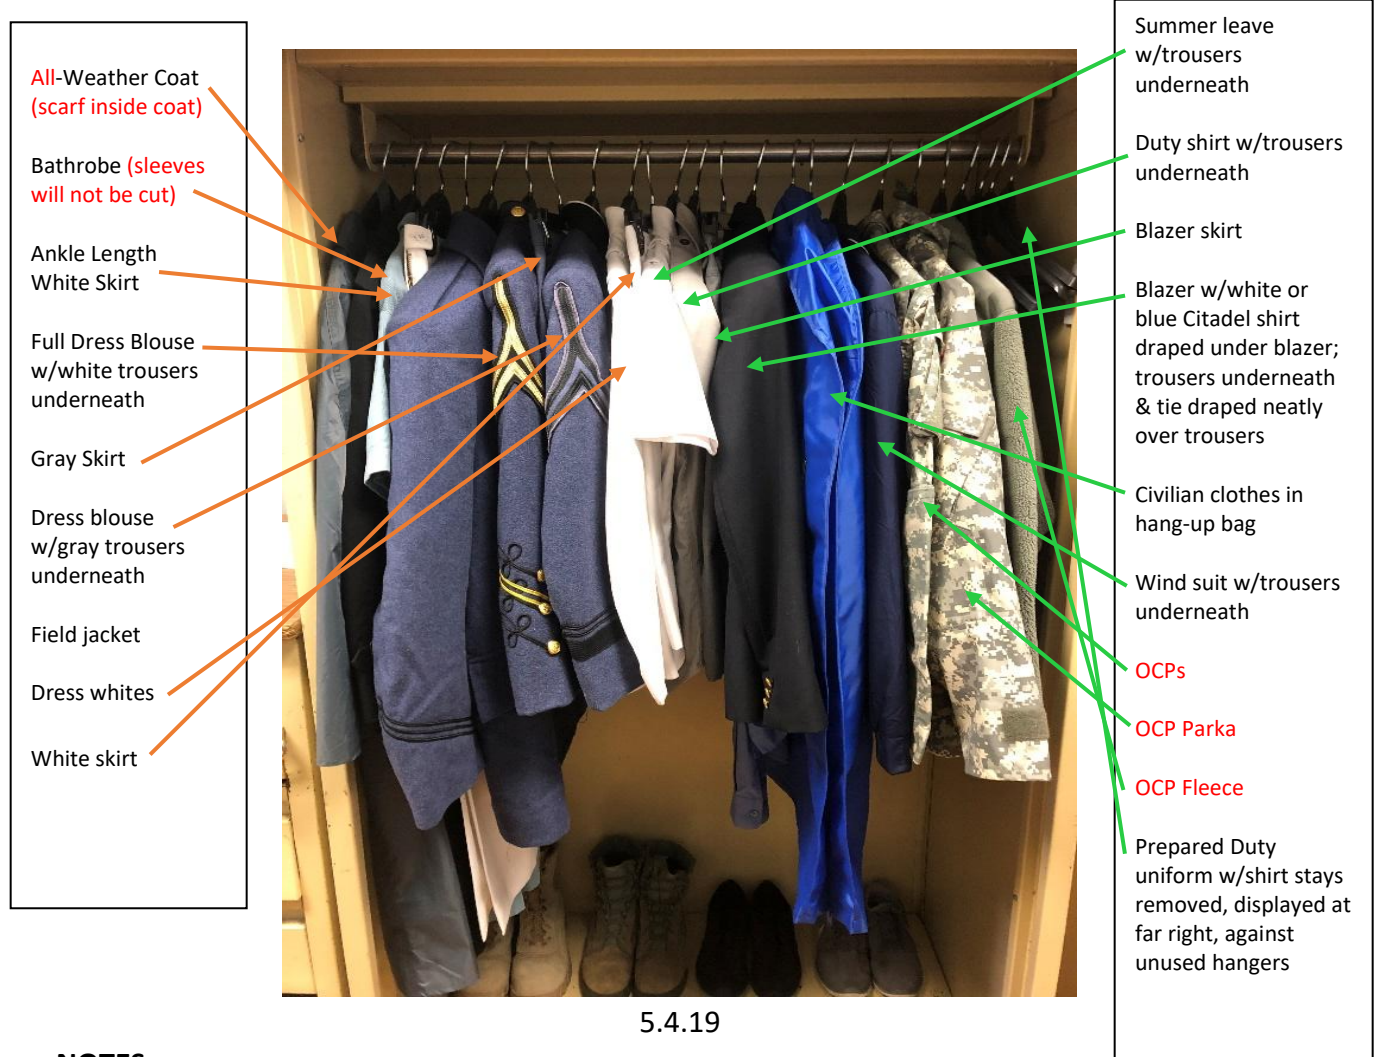 All-Weather Coat
(scarf inside coat)
Bathrobe (sleeves
will not be cut)
Ankle Length
White Skirt
Full Dress Blouse
w/white trousers
underneath
Gray Skirt
Dress blouse
w/gray trousers
underneath
Field jacket
Dress whites
White skirt
Summer leave
w/trousers
underneath
Duty shirt w/trousers
underneath
Blazer skirt
Blazer w/white or
blue Citadel shirt
draped under blazer;
trousers underneath
& tie draped neatly
over trousers
Civilian clothes in
hang-up bag
Wind suit w/trousers
underneath
OCPs
OCP Parka
OCP Fleece
Prepared Duty
uniform w/shirt stays
removed, displayed at
far right, against
unused hangers
5.4.19
NOTES